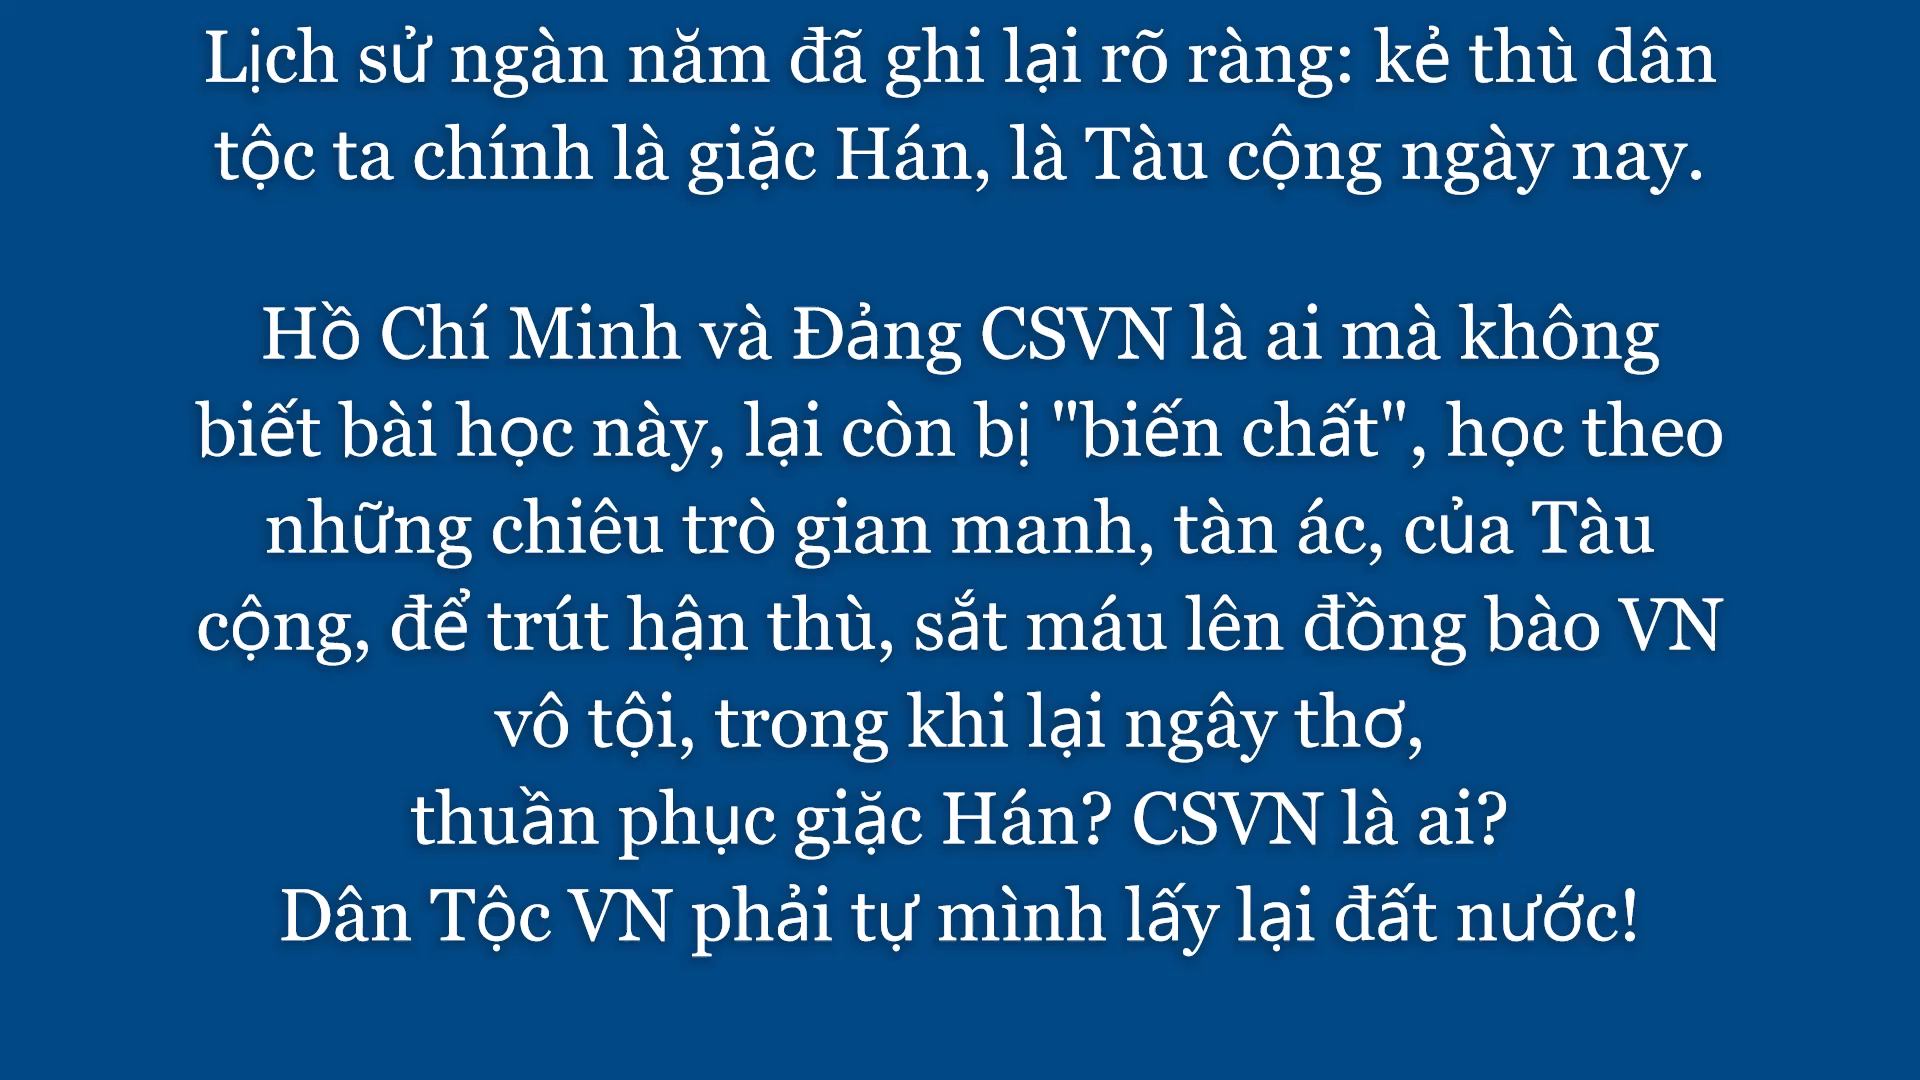 Lịch sử ngàn năm đã ghi lại rõ ràng: kẻ thù dân
tộc ta chính là giặc Hán, là Tàu cộng ngày nay.
Hồ Chí Minh và Đảng CSVN là ai mà không
biết bài học này, lại còn bị "biến chất", học theo
những chiêu trò gian manh, tàn ác, của Tàu
cộng, để trút hận thù, sắt máu lên đồng bào VN
vô tội, trong khi lại ngây thơ,
thuần phục giặc Hán? CSVN là ai?
Dân Tộc VN phải tự mình lấy lại đất nước!